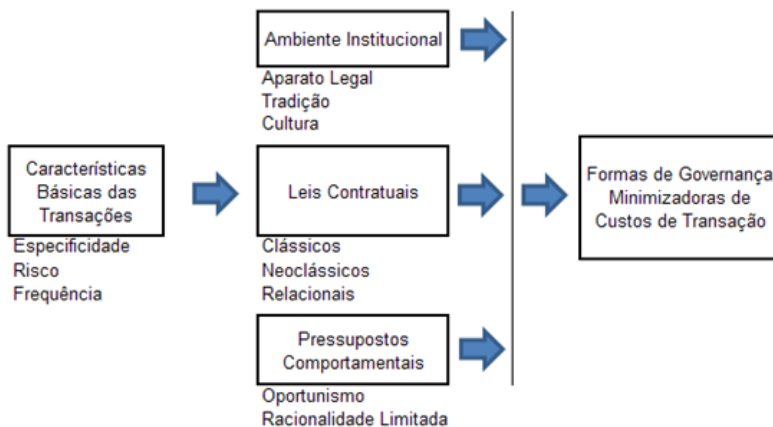 Ambiente Institucional
Aparato Legal
Tradição
Cultura
Características
Básicas das
Transações
Especificidade
Risco
Frequência
Leis Contratuais
Clássicos
Neoclássicos
Relacionais
Pressupostos
Comportamentais
Oportunismo
Racionalidade Limitada
Formas de Governança
Minimizadoras de
Custos de Transação